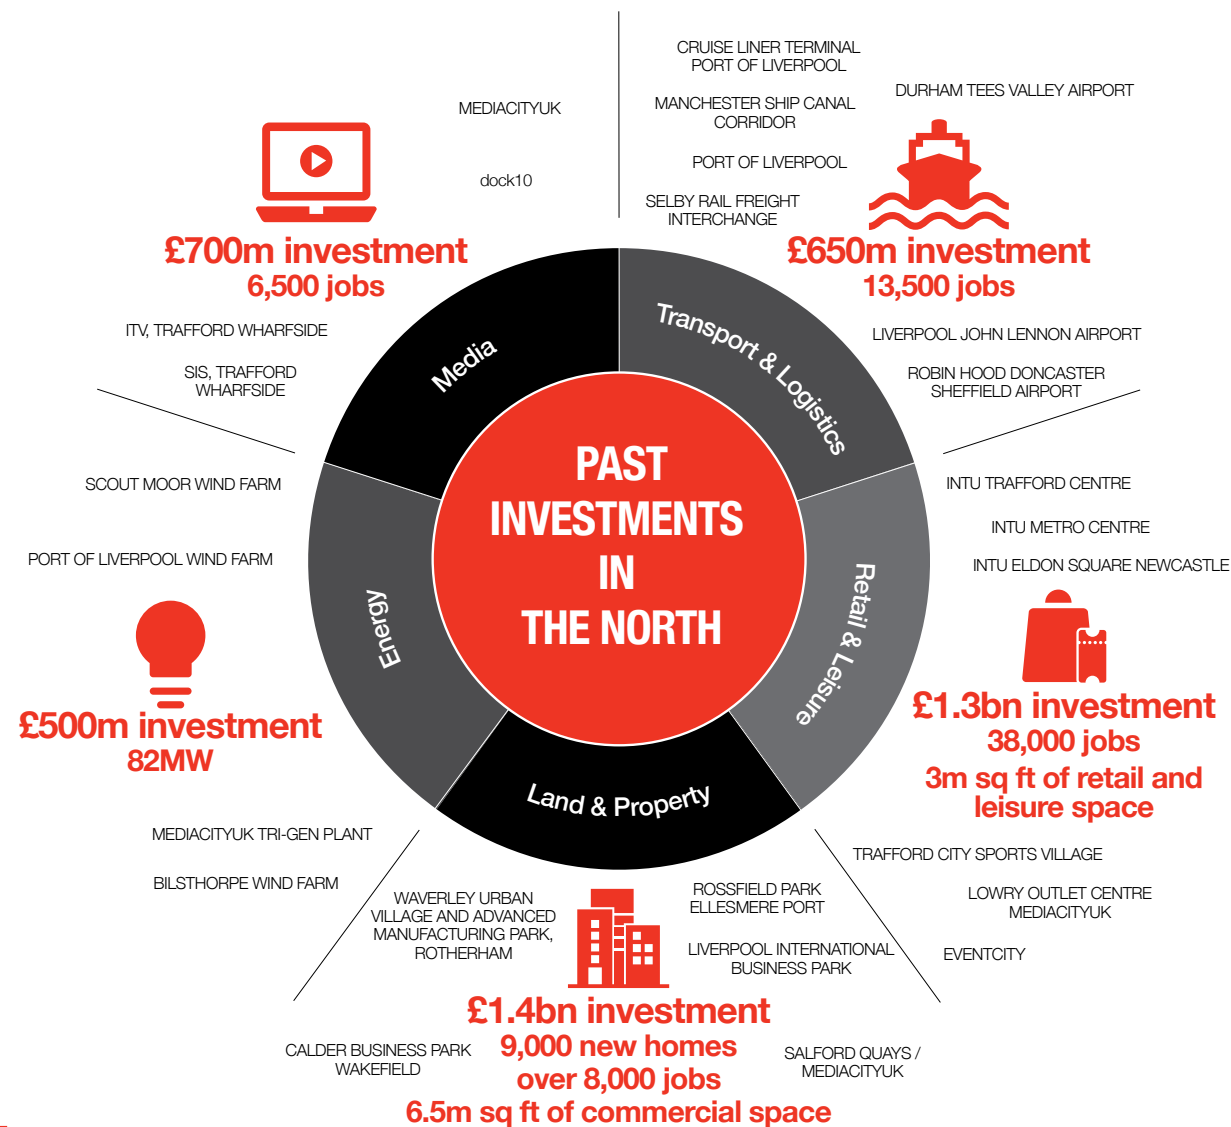 CRUISE LINER TERMINAL
PORT OF LIVERPOOL
DURHAM TEES VALLEY AIRPORT
MANCHESTER SHIP CANAL
CORRIDOR
PORT OF LIVERPOOL
SELBY RAIL FREIGHT
INTERCHANGE
MEDIACITYUK
dock10
£700m investment
6,500 jobs
£650m investment
13,500 jobs
ITV, TRAFFORD WHARFSIDE
SIS, TRAFFORD
WHARFSIDE
Media
Transport & Logistics
LIVERPOOL JOHN LENNON AIRPORT
ROBIN HOOD DONCASTER
SHEFFIELD AIRPORT
PAST
INVESTMENTS
IN
THE NORTH
SCOUT MOOR WIND FARM
PORT OF LIVERPOOL WIND FARM
Energy
£500m investment
82MW
MEDIACITYUK TRI-GEN PLANT
BILSTHORPE WIND FARM
INTU TRAFFORD CENTRE
INTU METRO CENTRE
INTU ELDON SQUARE NEWCASTLE
Retail & Leisure
£1.3bn investment
38,000 jobs
3m sq ft of retail and
leisure space
TRAFFORD CITY SPORTS VILLAGE
LOWRY OUTLET CENTRE
MEDIACITYUK
EVENTCITY
Land & Property
WAVERLEY URBAN
VILLAGE AND ADVANCED
MANUFACTURING PARK,
ROTHERHAM
ROSSFIELD PARK
ELLESMERE PORT
LIVERPOOL INTERNATIONAL
BUSINESS PARK
£1.4bn investment
9,000 new homes
over 8,000 jobs
6.5m sq ft of commercial space
CALDER BUSINESS PARK
WAKEFIELD
SALFORD QUAYS /
MEDIACITYUK